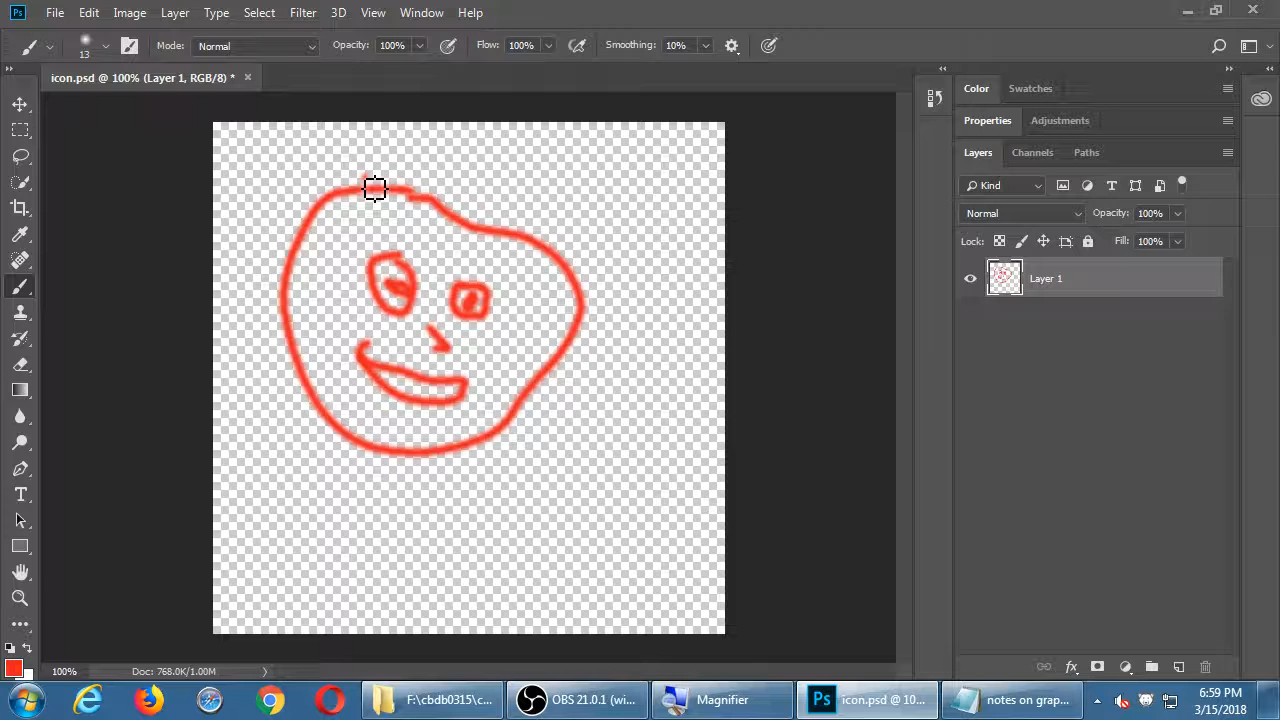 Ps File Edit Image Layer Type Select Filter 3D View Window Help
13 Mode: Normal Opacity: 100% Flow: 100% Smoothing: 10%
icon.psd @ 100% (Layer 1, RGB/8) *
Color Swatches
Properties Adjustments
Layers Channels Paths
Kind
Normal Opacity: 100%
Lock: Fill: 100%
Layer 1
100% Doc: 768.0K/1.00M
F:\cbdb0315\c... OBS 21.0.1 (wi... Magnifier Ps icon.psd @ 10... notes on grap... 6:59 PM
3/15/2018